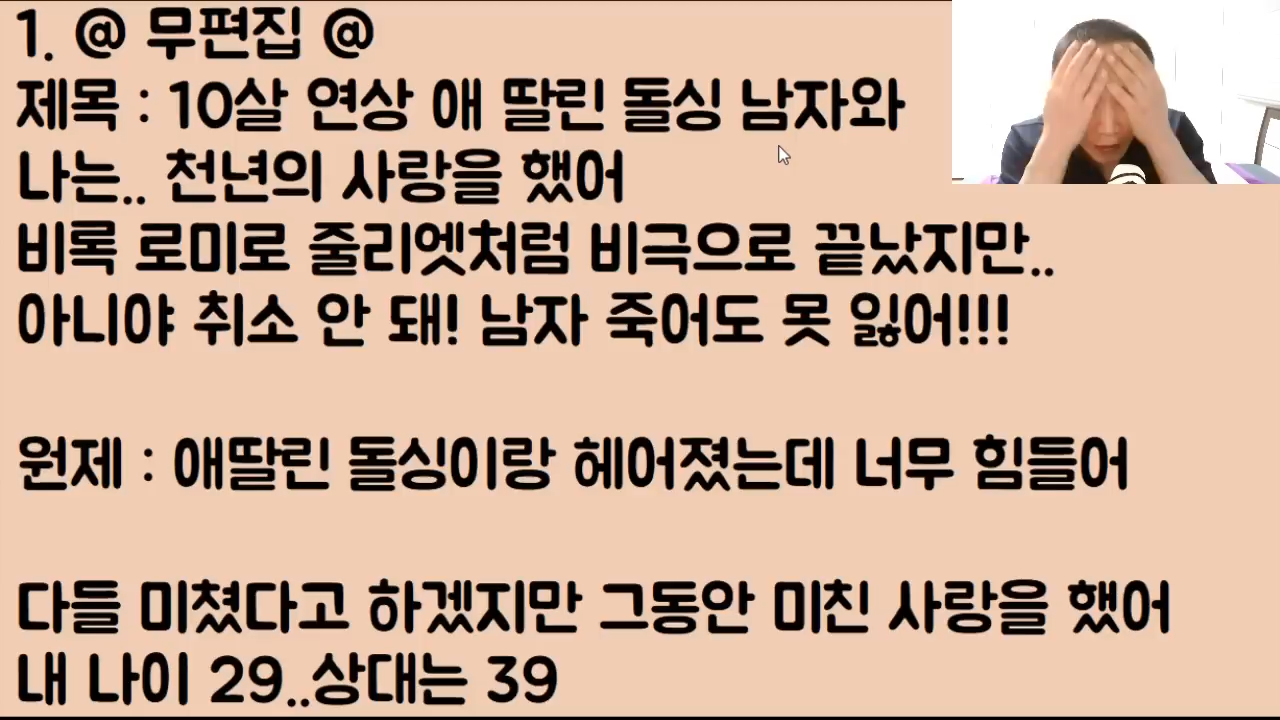 1. @ 무편집 @
제목 : 10살 연상 애 딸린 돌싱 남자와
나는.. 천년의 사랑을 했어
비록 로미로 줄리엣처럼 비극으로 끝났지만..
아니야 취소 안 돼! 남자 죽어도 못 잃어!!!
원제 : 애딸린 돌싱이랑 헤어졌는데 너무 힘들어
다들 미쳤다고 하겠지만 그동안 미친 사랑을 했어
내 나이 29..상대는 39